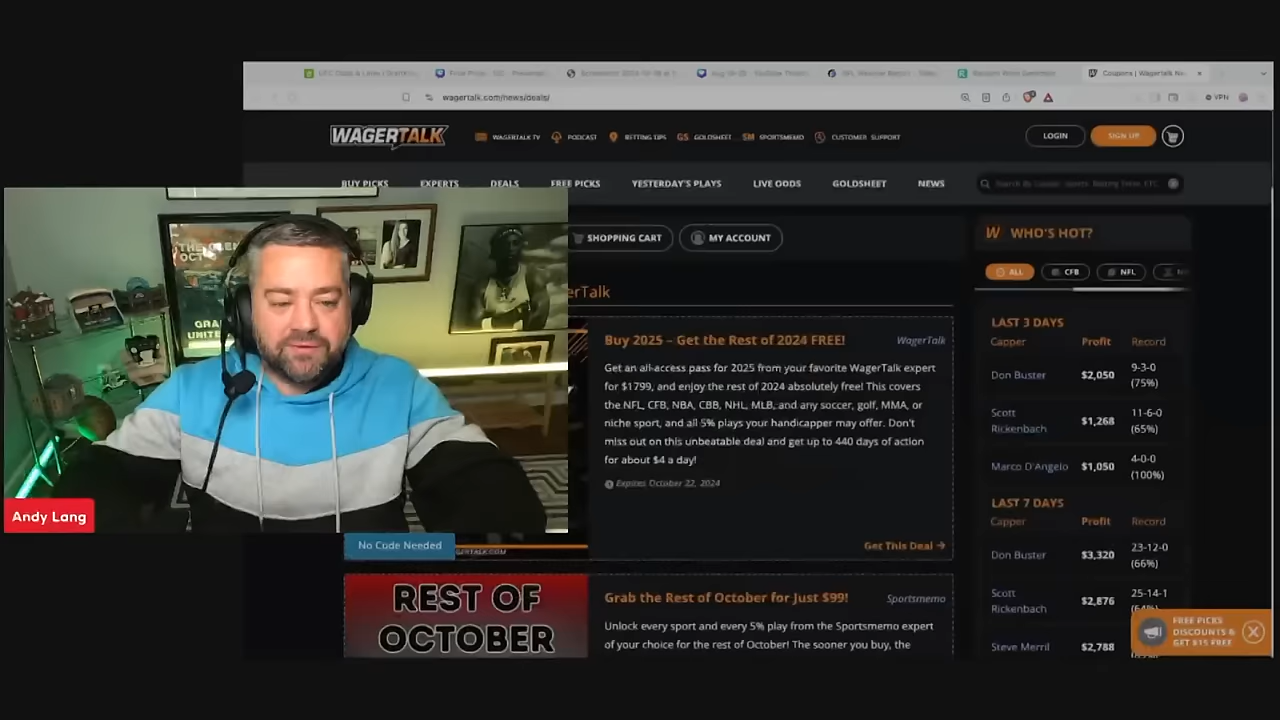 Coupons | WagerTalk Ne...
wagertalk.com/news/deals/
VPN
WAGERTALK
WAGERTALK TV
PODCAST
BETTING TIPS
GS GOLDSHEET
SM SPORTSMEMO
CUSTOMER SUPPORT
LOGIN
SIGN UP
BUY PICKS
EXPERTS
DEALS
FREE PICKS
YESTERDAY'S PLAYS
LIVE ODDS
GOLDSHEET
NEWS
SHOPPING CART
MY ACCOUNT
W WHO'S HOT?
ALL
CFB
NFL
erTalk
Buy 2025 – Get the Rest of 2024 FREE!
WagerTalk
Get an all-access pass for 2025 from your favorite WagerTalk expert
for $1799, and enjoy the rest of 2024 absolutely free! This covers
the NFL, CFB, NBA, CBB, NHL, MLB, and any soccer, golf, MMA, or
niche sport, and all 5% plays your handicapper may offer. Don't
miss out on this unbeatable deal and get up to 440 days of action
for about $4 a day!
Expires October 22, 2024
Get This Deal →
No Code Needed
Andy Lang
REST OF
OCTOBER
Grab the Rest of October for Just $99!
Sportsmemo
Unlock every sport and every 5% play from the Sportsmemo expert
of your choice for the rest of October! The sooner you buy, the
LAST 3 DAYS
Capper Profit Record
Don Buster $2,050 9-3-0
(75%)
Scott
Rickenbach $1,268 11-6-0
(65%)
Marco D'Angelo $1,050 4-0-0
(100%)
LAST 7 DAYS
Capper Profit Record
Don Buster $3,320 23-12-0
(66%)
Scott
Rickenbach $2,876 25-14-1
(64%)
Steve Merril $2,788
FREE PICKS
DISCOUNTS &
GET $15 FREE